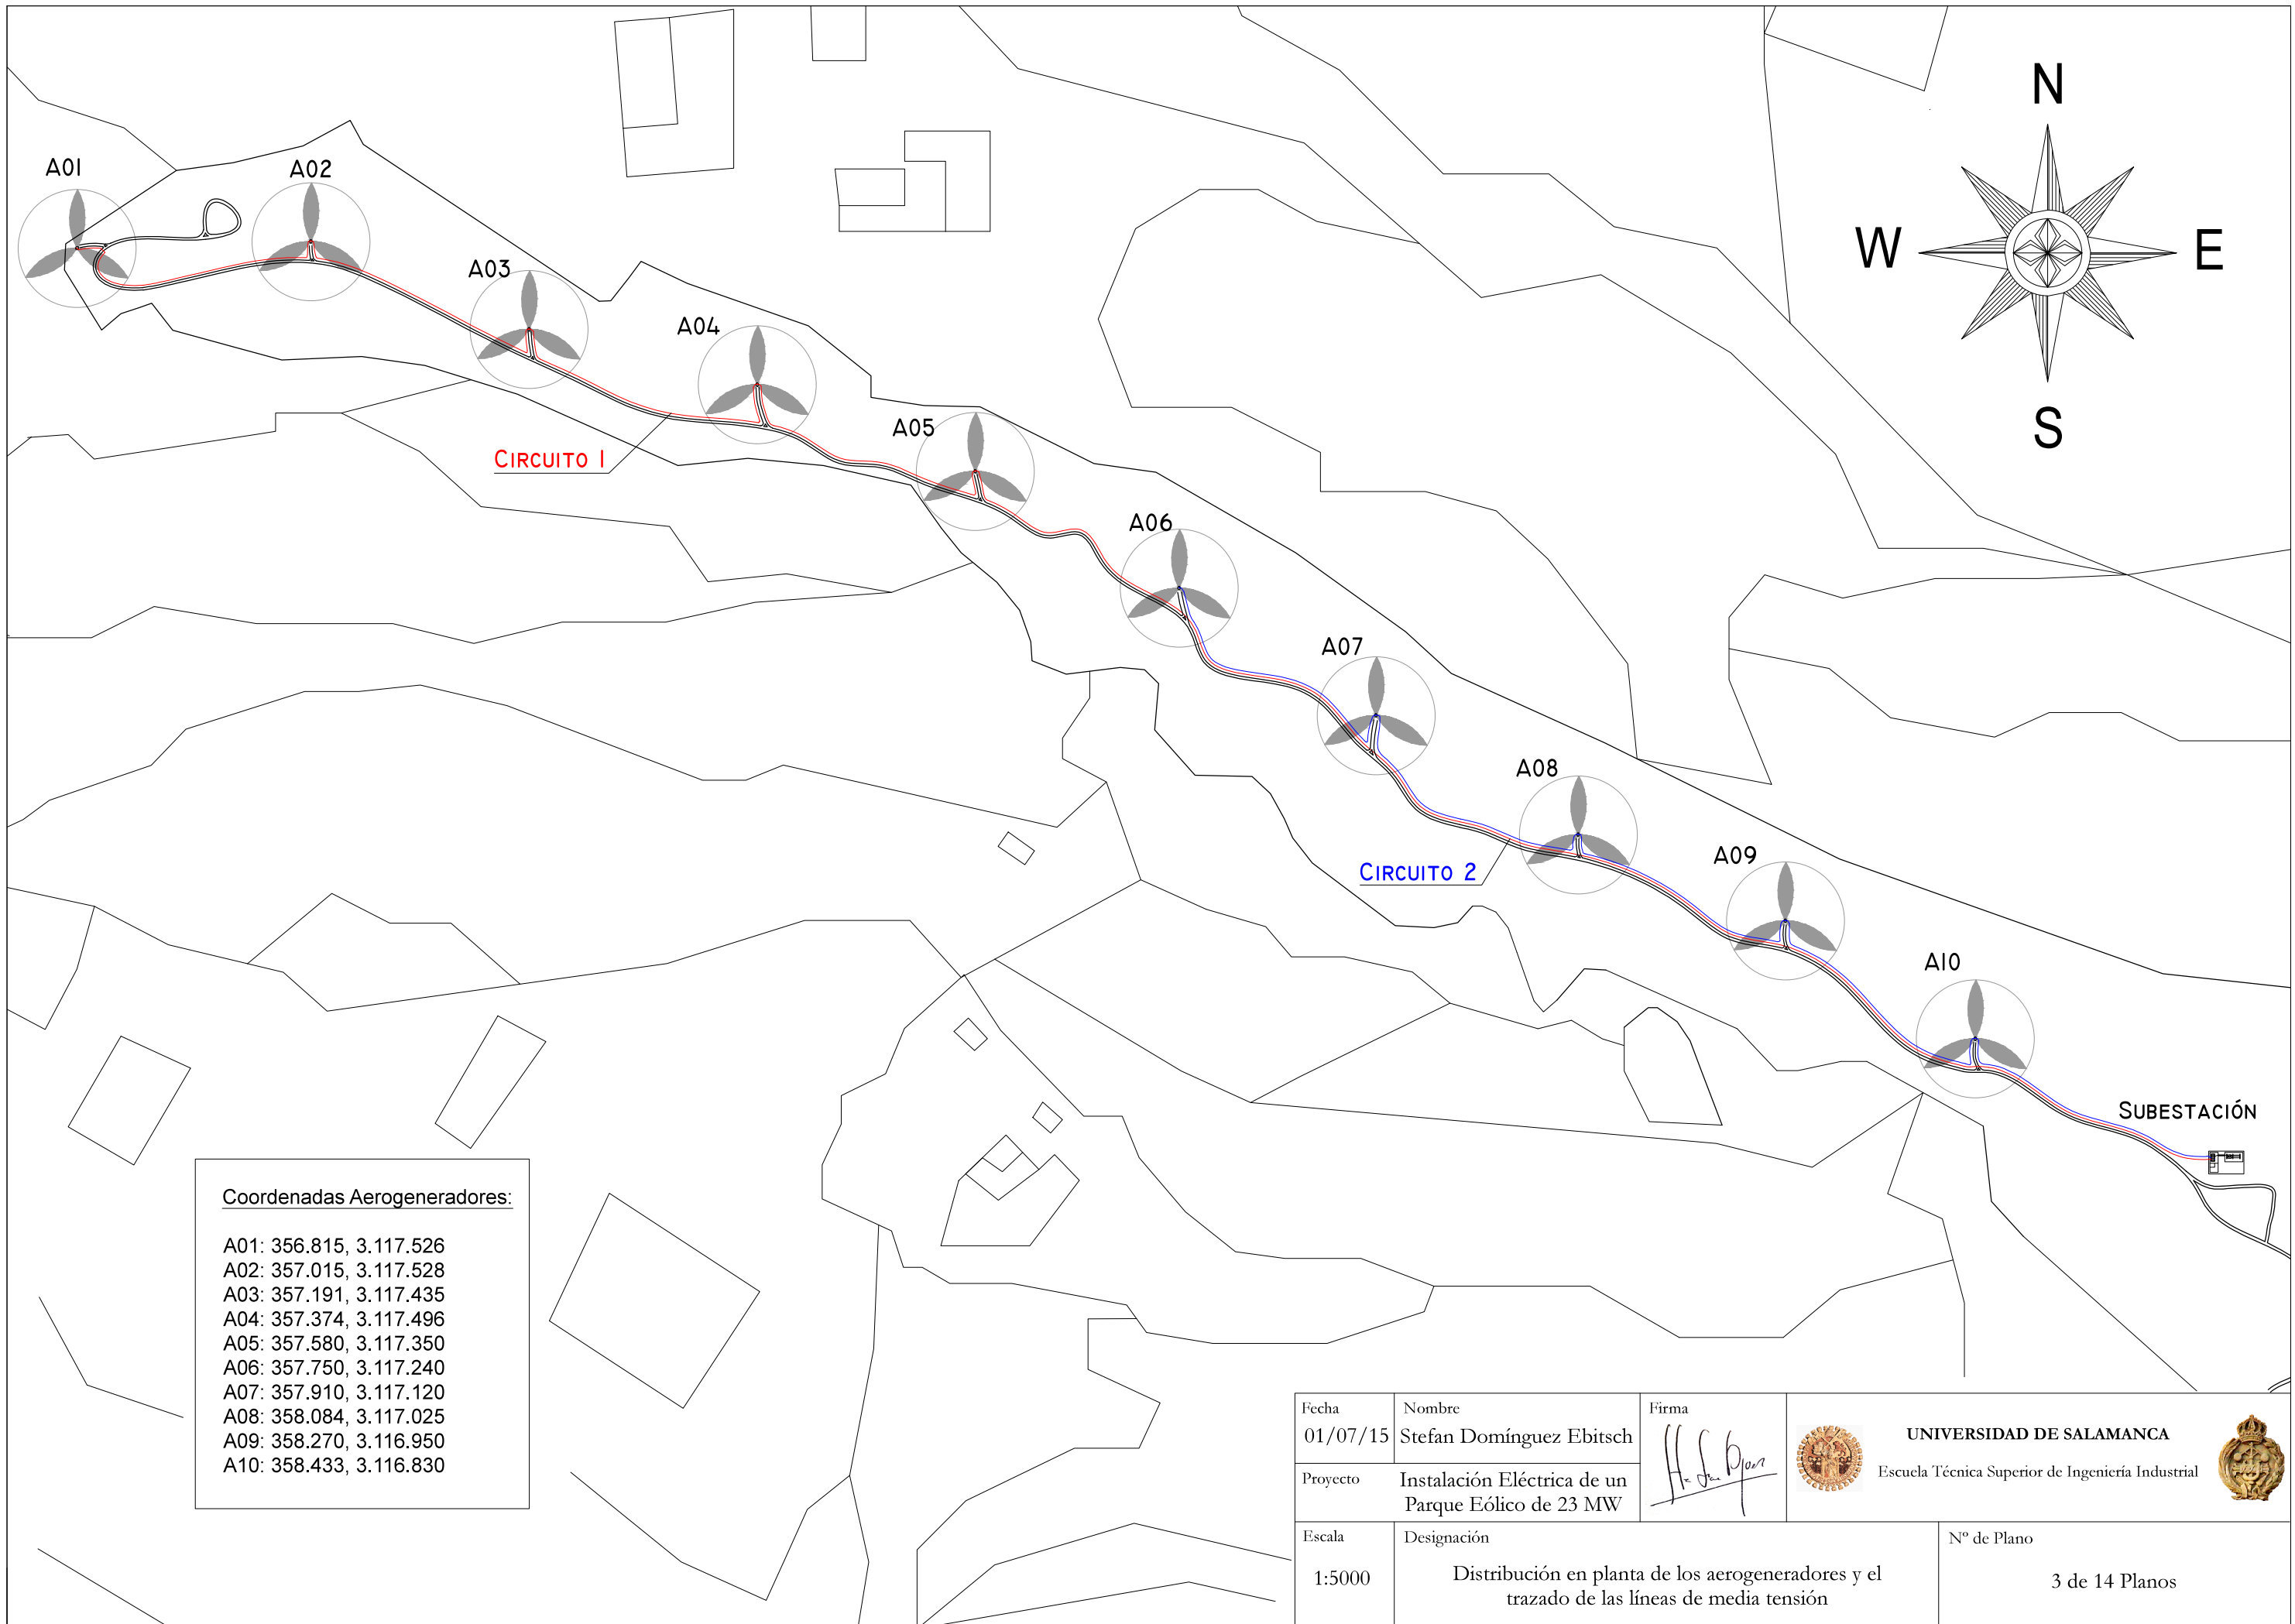 N
W
E
S
A01
A02
A03
A04
A05
A06
A07
A08
A09
A10
CIRCUITO 1
CIRCUITO 2
SUBESTACIÓN
Coordenadas Aerogeneradores:
A01: 356.815, 3.117.526
A02: 357.015, 3.117.528
A03: 357.191, 3.117.435
A04: 357.374, 3.117.496
A05: 357.580, 3.117.350
A06: 357.750, 3.117.240
A07: 357.910, 3.117.120
A08: 358.084, 3.117.025
A09: 358.270, 3.116.950
A10: 358.433, 3.116.830
Fecha
01/07/15
Nombre
Stefan Domínguez Ebitsch
Firma
Proyecto
Instalación Eléctrica de un
Parque Eólico de 23 MW
UNIVERSIDAD DE SALAMANCA
Escuela Técnica Superior de Ingeniería Industrial
Escala
1:5000
Designación
Distribución en planta de los aerogeneradores y el
trazado de las líneas de media tensión
Nº de Plano
3 de 14 Planos